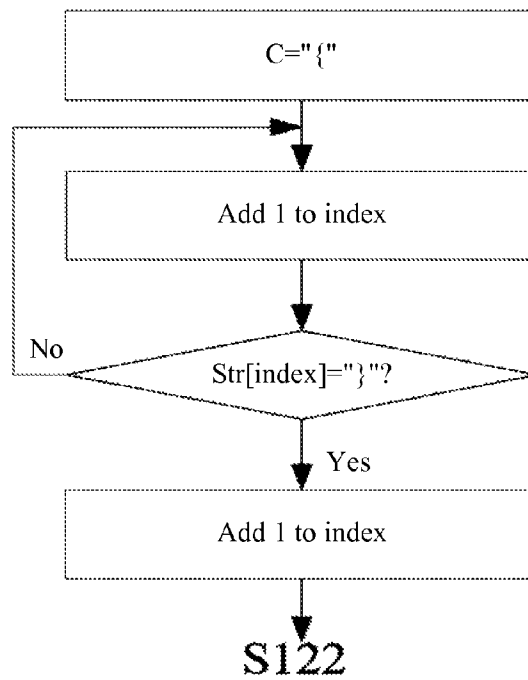 C="{"
Add 1 to index
No
Str[index]="}"?
Yes
Add 1 to index
S122